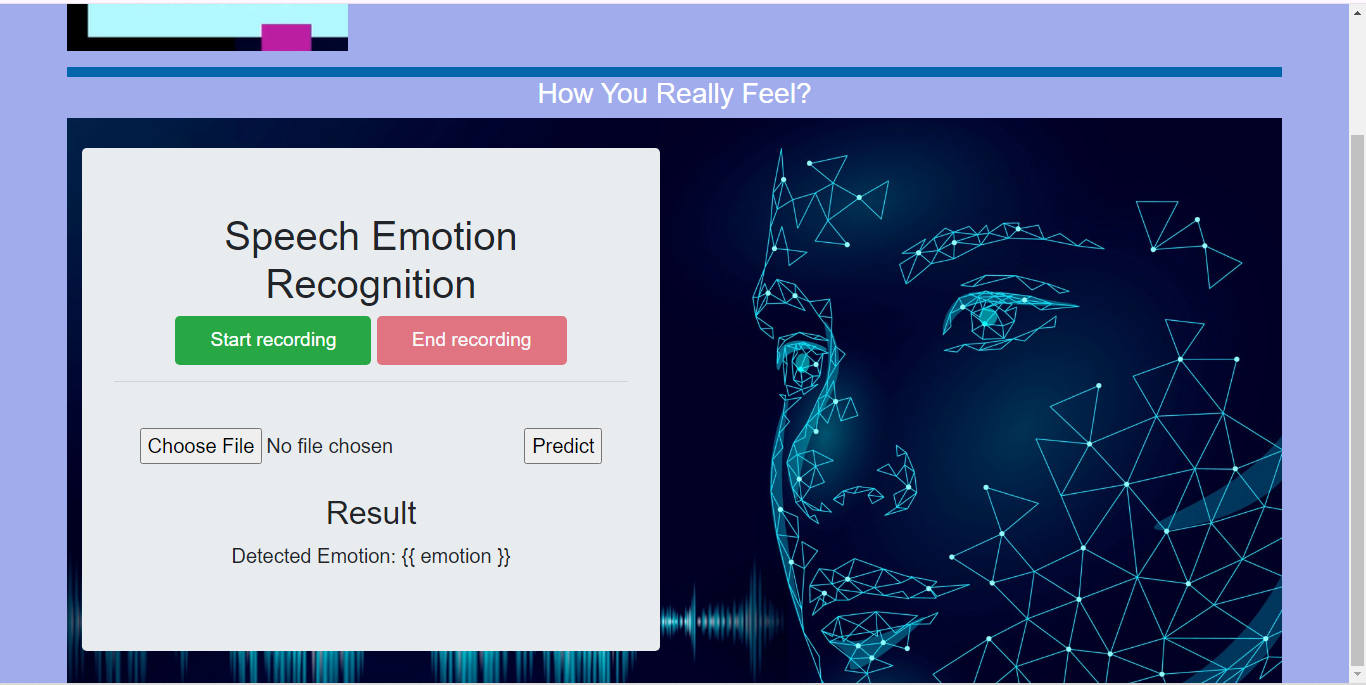 How You Really Feel?
Speech Emotion
Recognition
Start recording End recording
Choose File No file chosen Predict
Result
Detected Emotion: {{ emotion }}